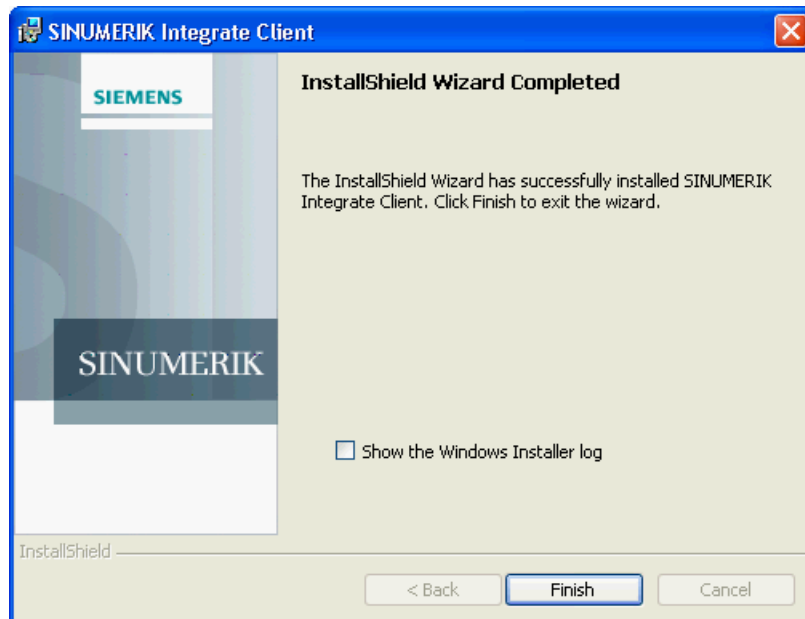 SINUMERIK Integrate Client
SIEMENS
InstallShield Wizard Completed
The InstallShield Wizard has successfully installed SINUMERIK
Integrate Client. Click Finish to exit the wizard.
SINUMERIK
Show the Windows Installer log
InstallShield
< Back
Finish
Cancel